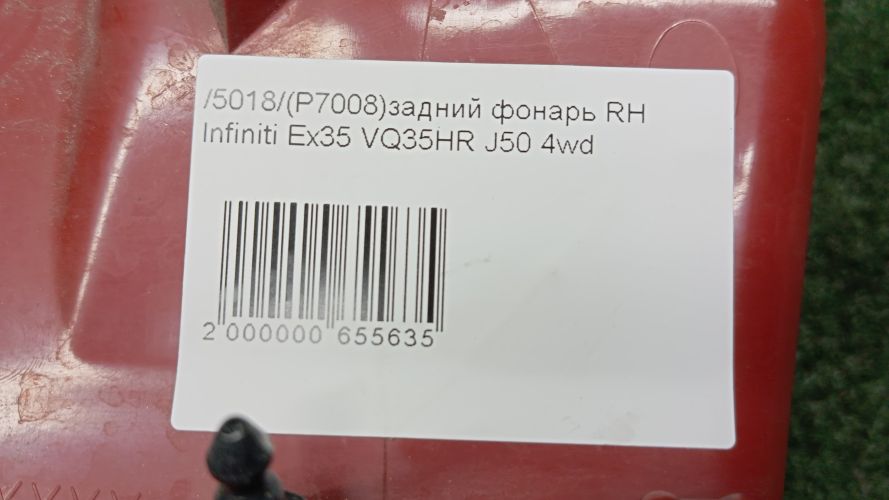 /5018/(P7008)задний фонарь RH
Infiniti Ex35 VQ35HR J50 4wd
2 000000 655635